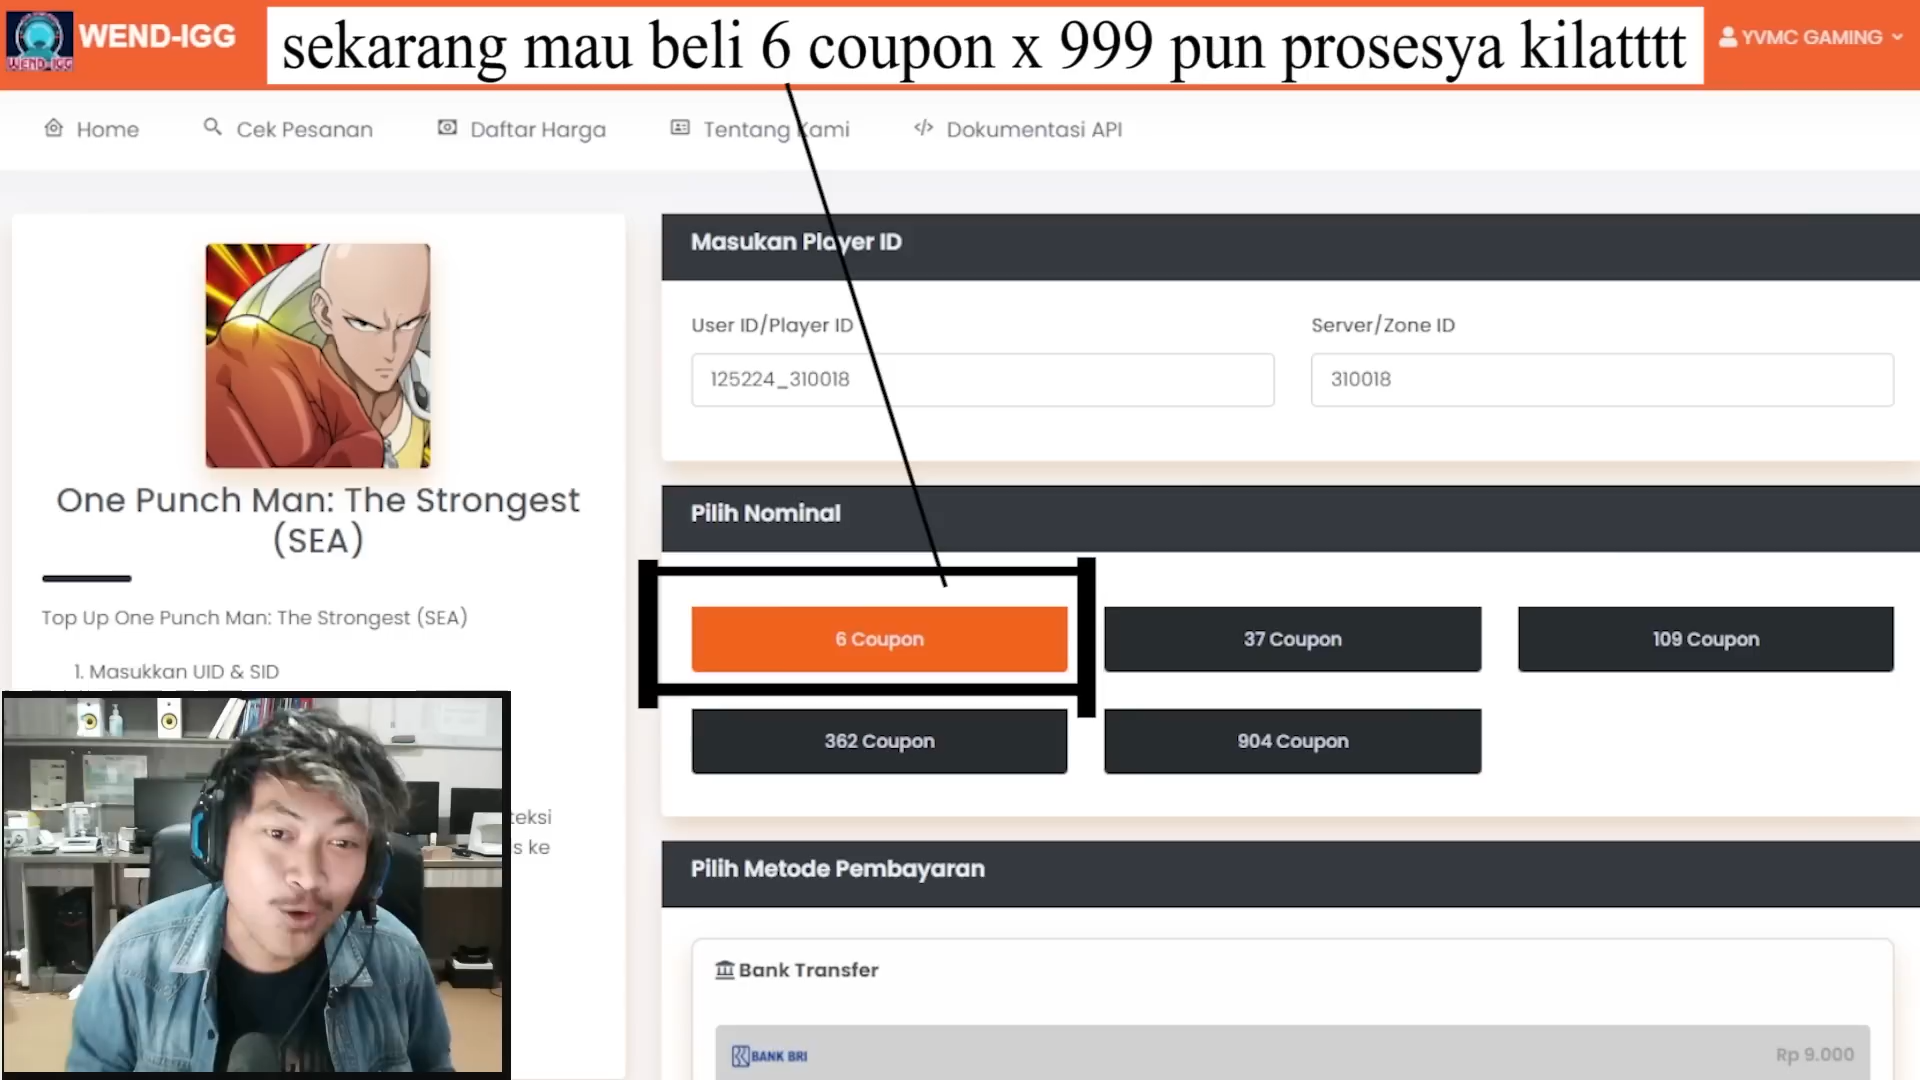 WEND-IGG
WEND_IGG
sekarang mau beli 6 coupon x 999 pun prosesya kilatttt
YVMC GAMING
Home
Cek Pesanan
Daftar Harga
Tentang Kami
Dokumentasi API
One Punch Man: The Strongest
(SEA)
Top Up One Punch Man: The Strongest (SEA)
1. Masukkan UID & SID
teksi
s ke
Masukan Player ID
User ID/Player ID
Server/Zone ID
125224_310018
310018
Pilih Nominal
6 Coupon
37 Coupon
109 Coupon
362 Coupon
904 Coupon
Pilih Metode Pembayaran
Bank Transfer
BANK BRI
Rp 9.000